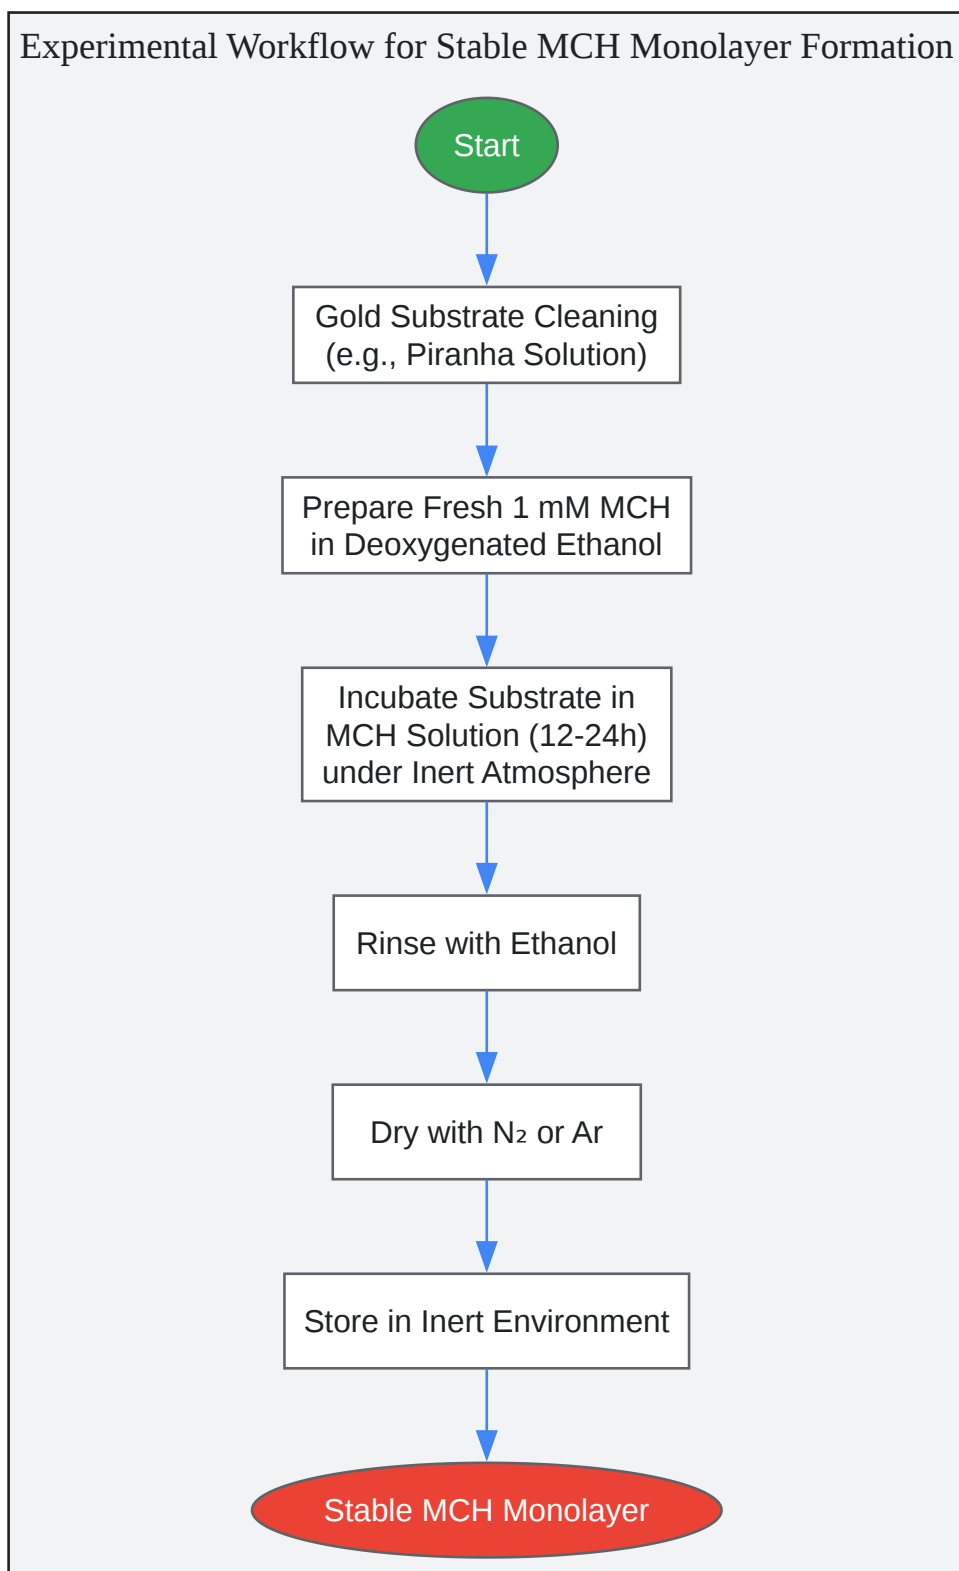 Experimental Workflow for Stable MCH Monolayer Formation
Start
Gold Substrate Cleaning
(e.g., Piranha Solution)
Prepare Fresh 1 mM MCH
in Deoxygenated Ethanol
Incubate Substrate in
MCH Solution (12-24h)
under Inert Atmosphere
Rinse with Ethanol
Dry with N₂ or Ar
Store in Inert Environment
Stable MCH Monolayer